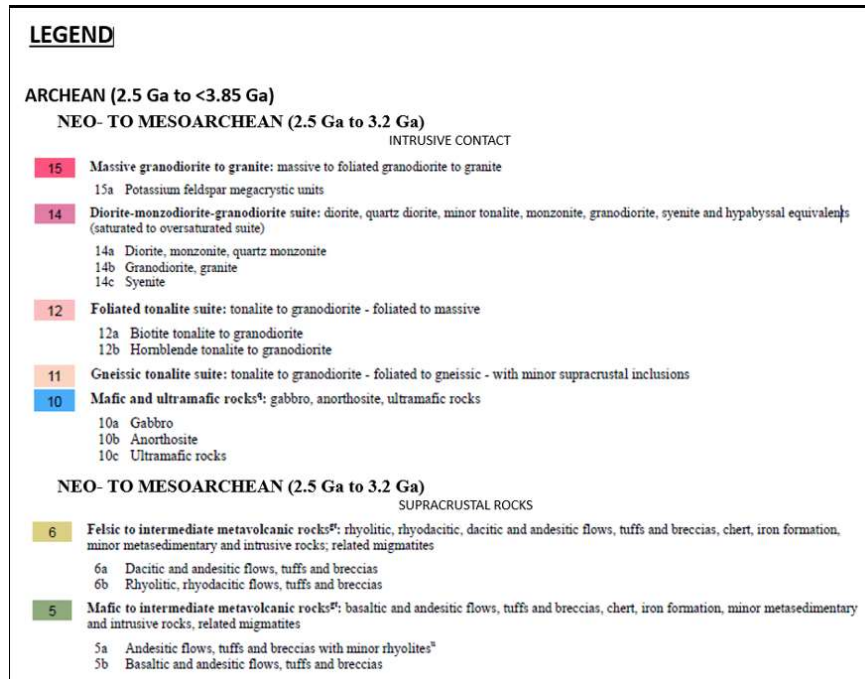 LEGEND
ARCHEAN (2.5 Ga to <3.85 Ga)
NEO- TO MESOARCHEAN (2.5 Ga to 3.2 Ga)
INTRUSIVE CONTACT
15 Massive granodiorite to granite: massive to foliated granodiorite to granite
15a Potassium feldspar megacrystic units
14 Diorite-monzodiorite-granodiorite suite: diorite, quartz diorite, minor tonalite, monzonite, granodiorite, syenite and hypabyssal equivalents
(saturated to oversaturated suite)
14a Diorite, monzonite, quartz monzonite
14b Granodiorite, granite
14c Syenite
12 Foliated tonalite suite: tonalite to granodiorite - foliated to massive
12a Biotite tonalite to granodiorite
12b Hornblende tonalite to granodiorite
11 Gneissic tonalite suite: tonalite to granodiorite - foliated to gneissic - with minor supracrustal inclusions
10 Mafic and ultramafic rocksq: gabbro, anorthosite, ultramafic rocks
10a Gabbro
10b Anorthosite
10c Ultramafic rocks
NEO- TO MESOARCHEAN (2.5 Ga to 3.2 Ga)
SUPRACRUSTAL ROCKS
6 Felsic to intermediate metavolcanic rocks: rhyolitic, rhyodacitic, dacitic and andesitic flows, tuffs and breccias, chert, iron formation,
minor metasedimentary and intrusive rocks; related migmatites
6a Dacitic and andesitic flows, tuffs and breccias
6b Rhyolitic, rhyodacitic flows, tuffs and breccias
5 Mafic to intermediate metavolcanic rocks: basaltic and andesitic flows, tuffs and breccias, chert, iron formation, minor metasedimentary
and intrusive rocks, related migmatites
5a Andesitic flows, tuffs and breccias with minor rhyolites
5b Basaltic and andesitic flows, tuffs and breccias